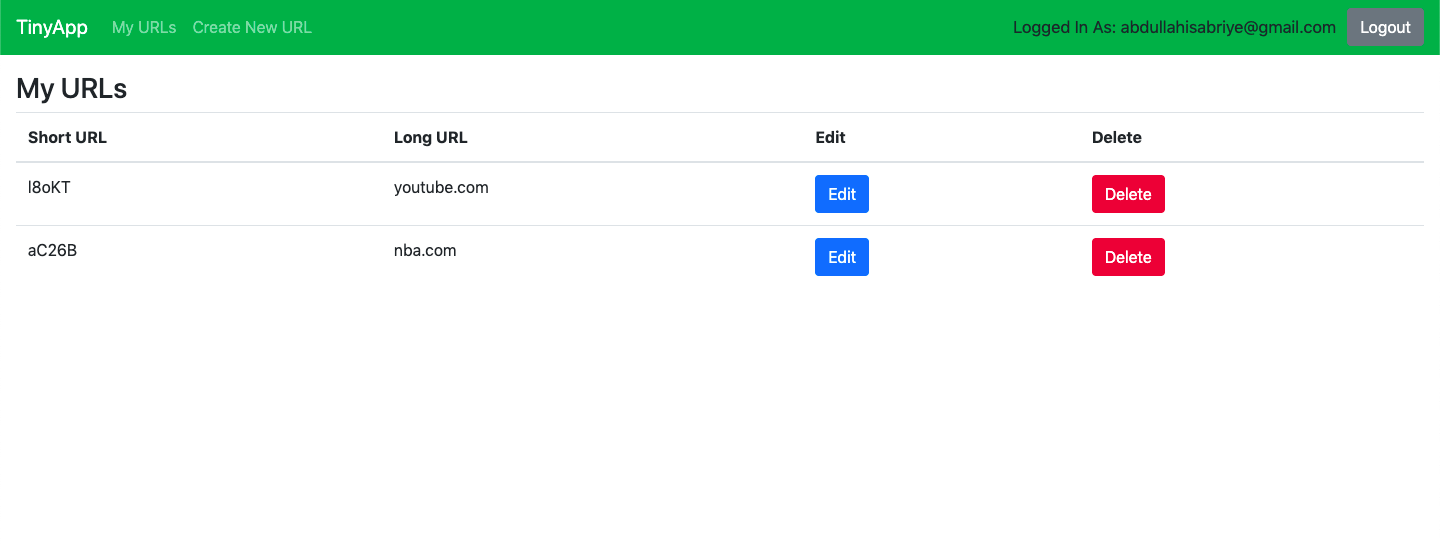 TinyApp My URLs Create New URL Logged In As: abdullahisabriye@gmail.com Logout
My URLs
Short URL Long URL Edit Delete
l8oKT youtube.com Edit Delete
aC26B nba.com Edit Delete